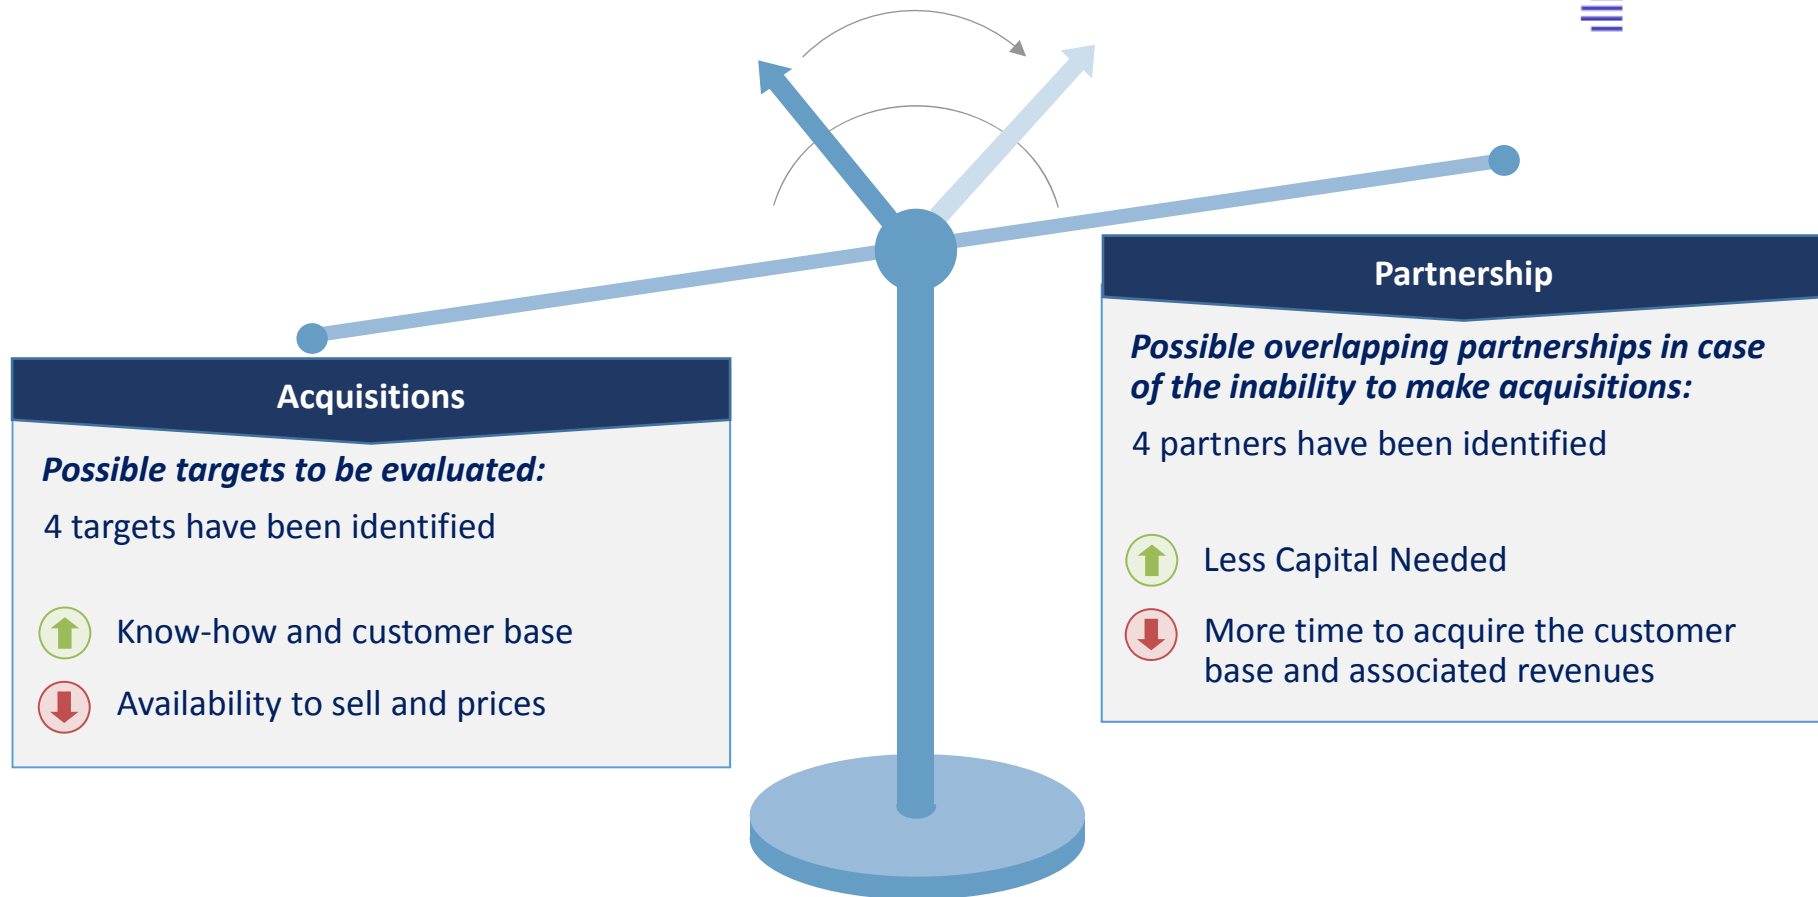 Acquisitions
Possible targets to be evaluated:
4 targets have been identified
Know-how and customer base
Availability to sell and prices
Partnership
Possible overlapping partnerships in case
of the inability to make acquisitions:
4 partners have been identified
Less Capital Needed
More time to acquire the customer
base and associated revenues